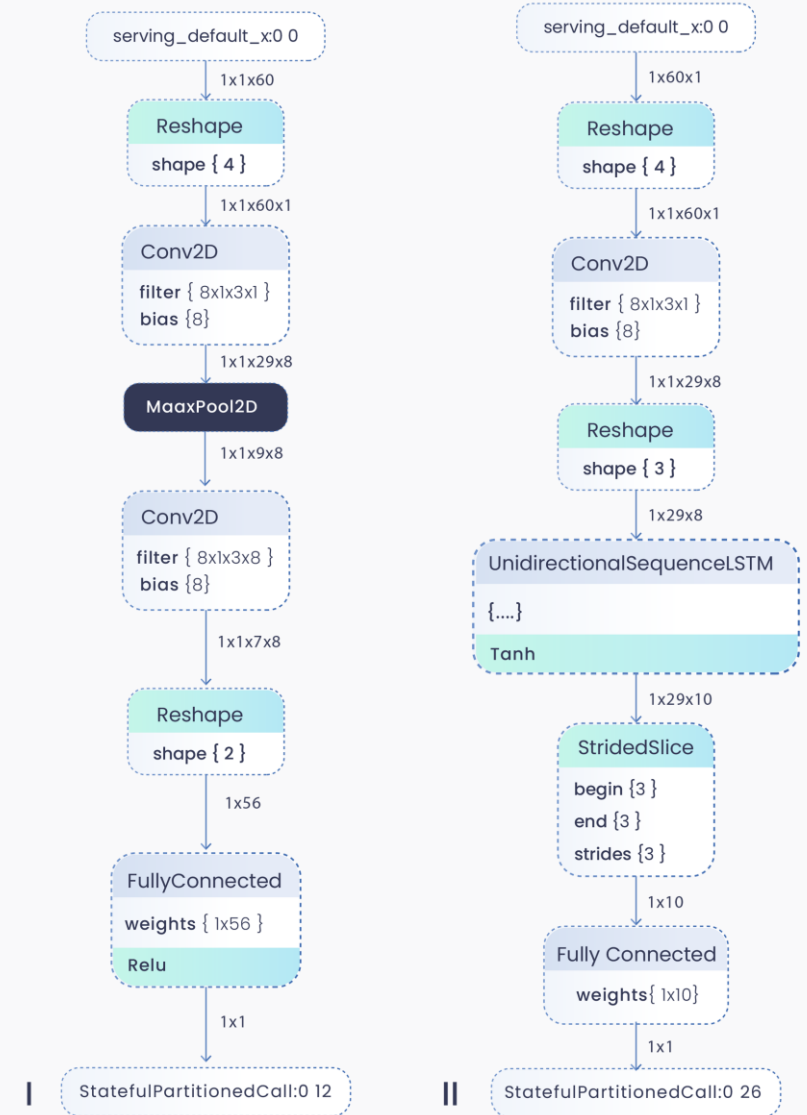 serving_default_x:0 0
1x1x60
Reshape
shape { 4 }
1x1x60x1
Conv2D
filter { 8x1x3x1 }
bias {8}
1x1x29x8
MaaxPool2D
1x1x9x8
Conv2D
filter { 8x1x3x8 }
bias {8}
1x1x7x8
Reshape
shape { 2 }
1x56
FullyConnected
weights { 1x56 }
Relu
1x1
I
StatefulPartitionedCall:0 12
serving_default_x:0 0
1x60x1
Reshape
shape { 4 }
1x1x60x1
Conv2D
filter { 8x1x3x1 }
bias {8}
1x1x29x8
Reshape
shape { 3 }
1x29x8
UnidirectionalSequenceLSTM
{....}
Tanh
1x29x10
StridedSlice
begin {3 }
end {3 }
strides {3 }
1x10
Fully Connected
weights{ 1x10}
1x1
II
StatefulPartitionedCall:0 26